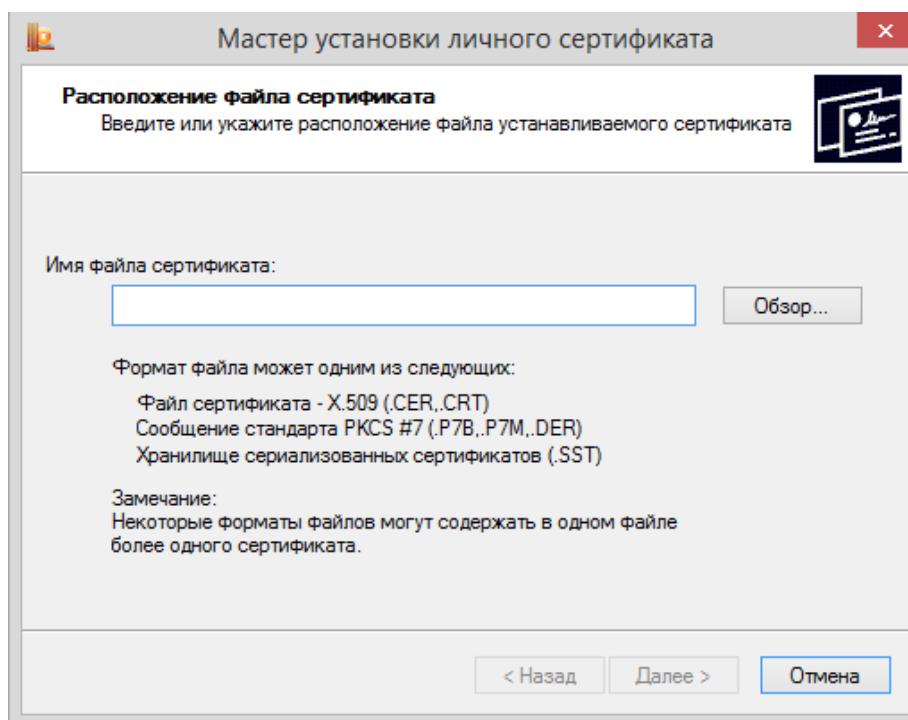 Мастер установки личного сертификата
Расположение файла сертификата
Введите или укажите расположение файла устанавливаемого сертификата
Имя файла сертификата:
Обзор...
Формат файла может одним из следующих:
Файл сертификата - X.509 (.CER,.CRT)
Сообщение стандарта PKCS #7 (.P7B,.P7M,.DER)
Хранилище сериализованных сертификатов (.SST)
Замечание:
Некоторые форматы файлов могут содержать в одном файле
более одного сертификата.
< Назад
Далее >
Отмена